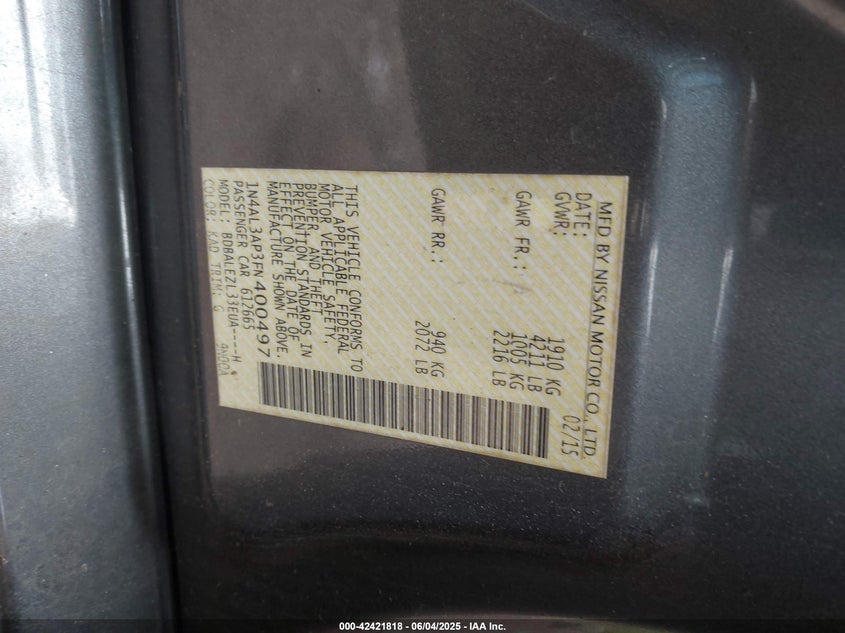 MFD BY NISSAN MOTOR CO., LTD.
DATE: 02/15
GVWR: 1910 KG
4211 LB
GAWR FR.: 1005 KG
2216 LB
GAWR RR.: 940 KG
2072 LB
THIS VEHICLE CONFORMS TO
ALL APPLICABLE FEDERAL
MOTOR VEHICLE SAFETY,
BUMPER, AND THEFT
PREVENTION STANDARDS IN
EFFECT ON THE DATE OF
MANUFACTURE SHOWN ABOVE.
1N4AL3AP3FN400497
PASSENGER CAR 612665
MODEL: BDBALEZL33EUA----H
COLOR: KAD TRIM: G
000-42421818 - 06/04/2025 - IAA Inc.